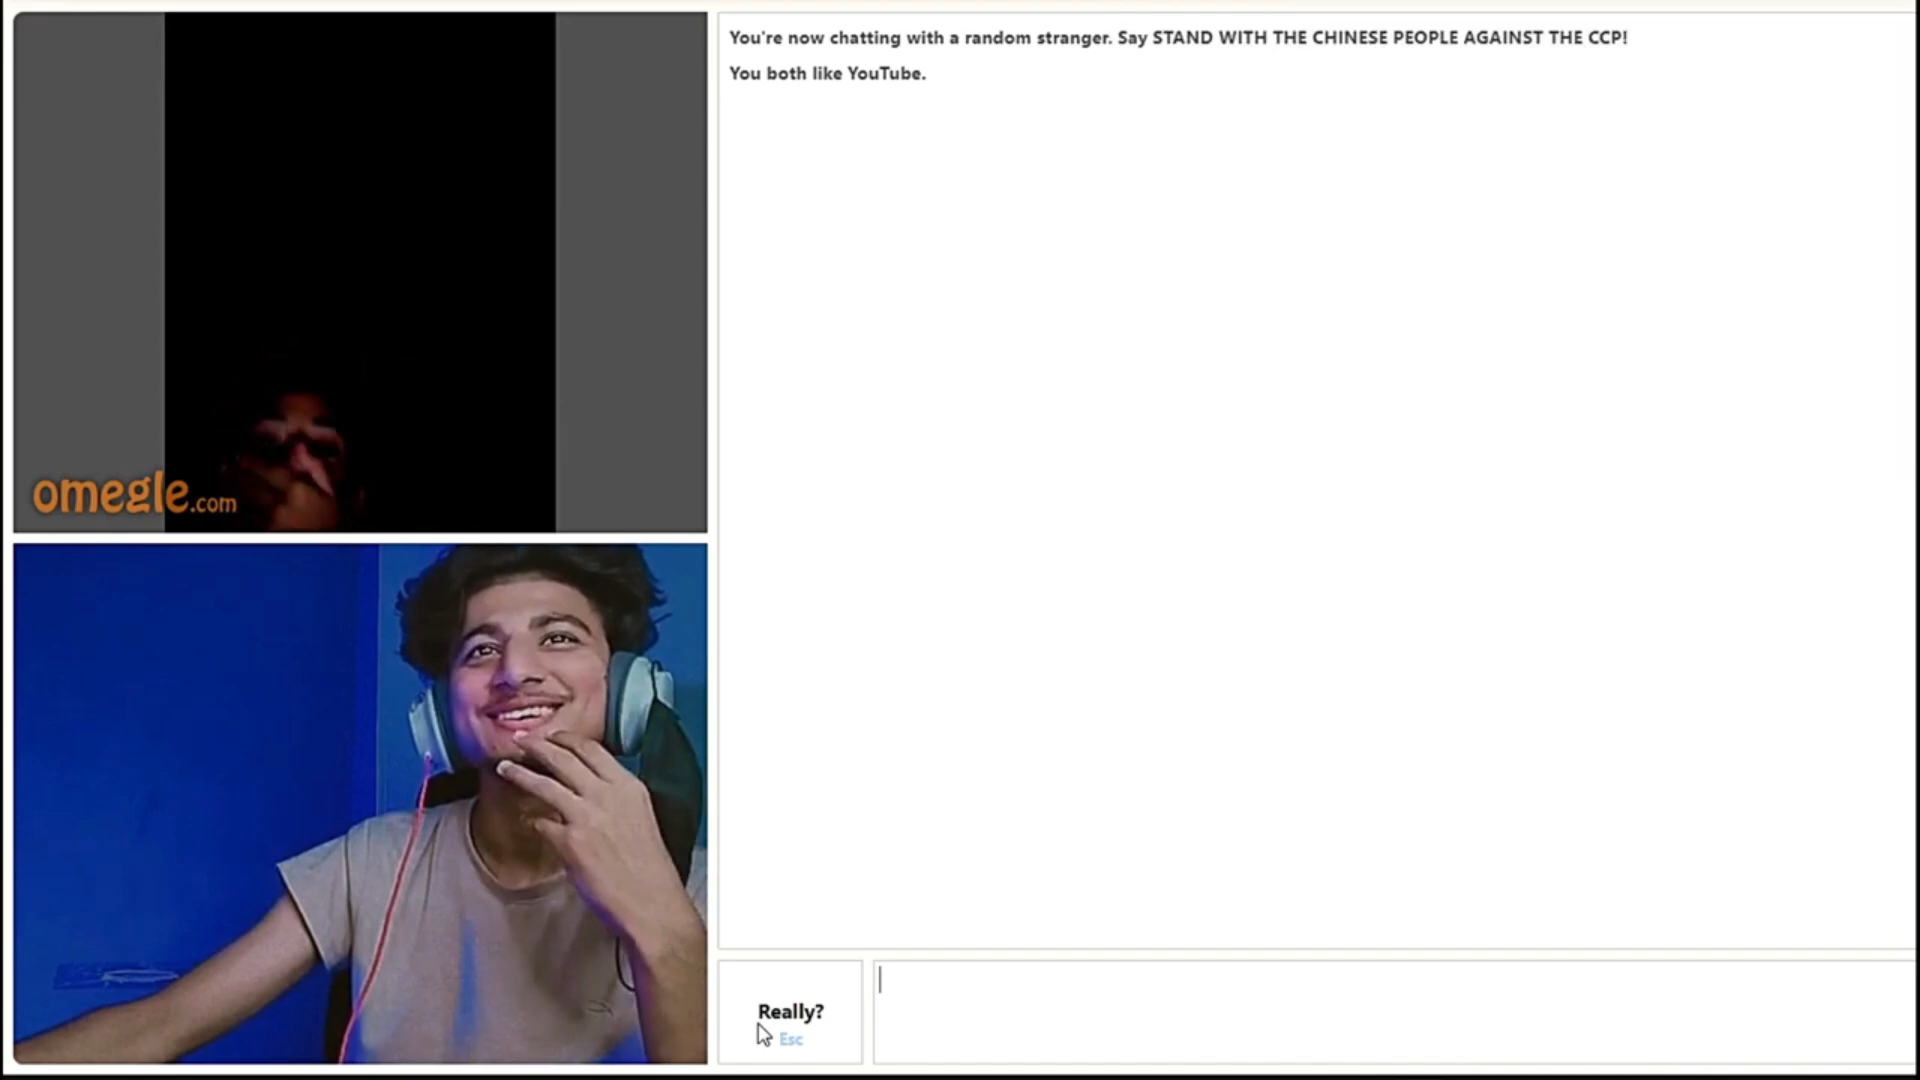 You're now chatting with a random stranger. Say STAND WITH THE CHINESE PEOPLE AGAINST THE CCP!
You both like YouTube.
omegle.com
Really?
Esc